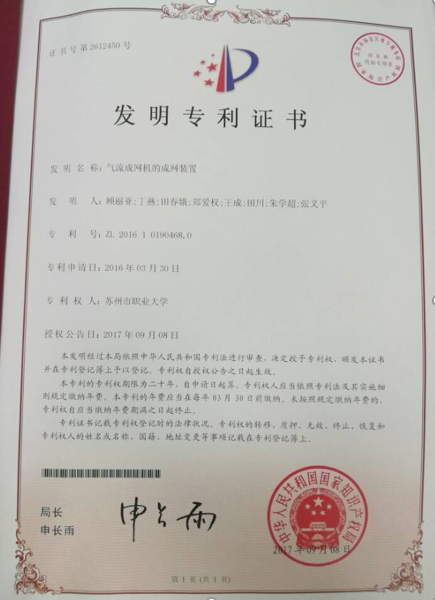 证书号第2612450号
发明专利证书
发明名称:气流成网机的成网装置
发明人:顾丽亚;丁燕;田春娥;郑爱权;王成;田川;朱学超;张义平
专利号:ZL 2016 1 0190468.0
专利申请日:2016年03月30日
专利权人:苏州市职业大学
授权公告日:2017年09月08日
本发明经过本局依照中华人民共和国专利法进行审查,决定授予专利权,颁发本证书
并在专利登记簿上予以登记。专利权自授权公告之日起生效。
本专利的专利权期限为二十年,自申请日起算。专利权人应当依照专利法及其实施细
则规定缴纳年费。本专利的年费应当在每年03月30日前缴纳。未按照规定缴纳年费的,
专利权自应当缴纳年费期满之日起终止。
专利证书记载专利权登记时的法律状况。专利权的转移、质押、无效、终止、恢复和
专利权人的姓名或名称、国籍、地址变更等事项记载在专利登记簿上。
局长
申长雨
申长雨
中华人民共和国国家知识产权局
2017年09月08日
第1页(共1页)